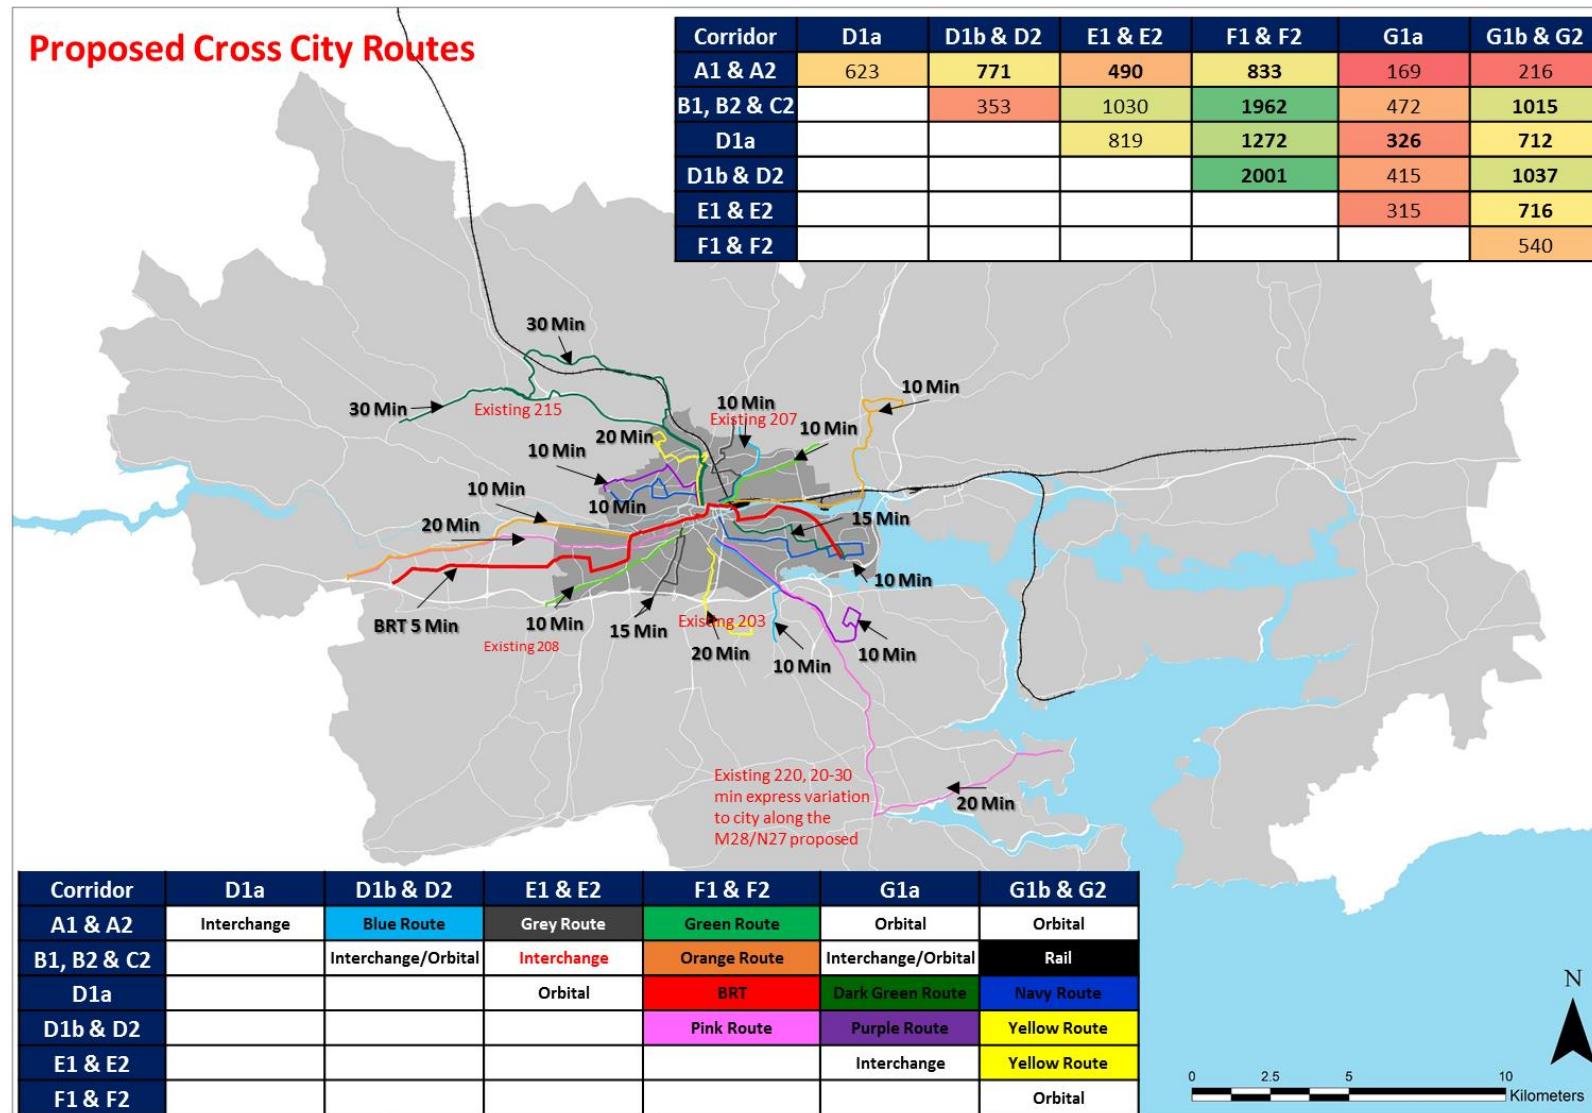 Proposed Cross City Routes
Corridor D1a D1b & D2 E1 & E2 F1 & F2 G1a G1b & G2
A1 & A2 623 771 490 833 169 216
B1, B2 & C2 353 1030 1962 472 1015
D1a 819 1272 326 712
D1b & D2 2001 415 1037
E1 & E2 315 716
F1 & F2 540
30 Min
30 Min
Existing 215
10 Min
Existing 207
10 Min
20 Min
10 Min
10 Min
10 Min
10 Min
20 Min
15 Min
10 Min
BRT 5 Min
10 Min
Existing 208
15 Min
Existing 203
20 Min
10 Min
10 Min
Existing 220, 20-30
min express variation
to city along the
M28/N27 proposed
20 Min
Corridor D1a D1b & D2 E1 & E2 F1 & F2 G1a G1b & G2
A1 & A2 Interchange Blue Route Grey Route Green Route Orbital Orbital
B1, B2 & C2 Interchange/Orbital Interchange Orange Route Interchange/Orbital Rail
D1a Orbital BRT Dark Green Route Navy Route
D1b & D2 Pink Route Purple Route Yellow Route
E1 & E2 Interchange Yellow Route
F1 & F2 Orbital
N
0 2.5 5 10
Kilometers